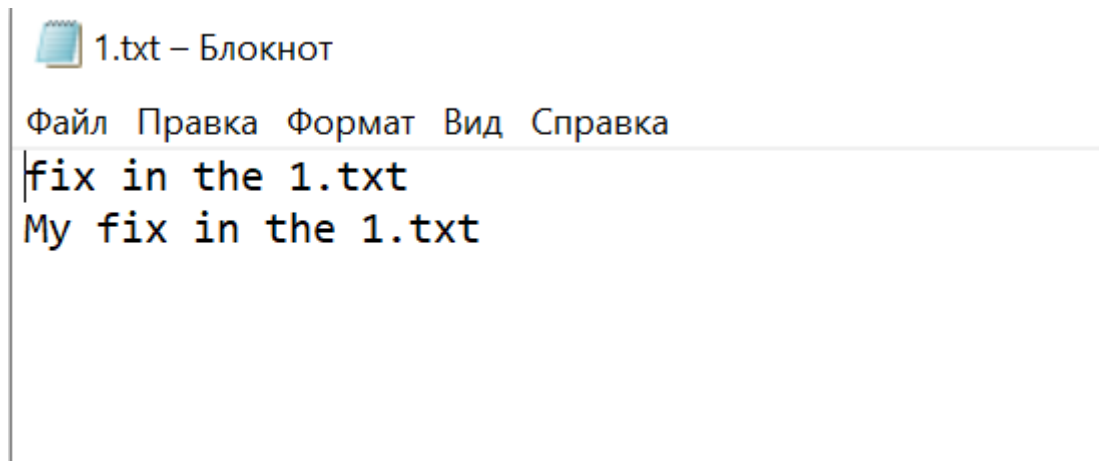 1.txt – Блокнот
Файл Правка Формат Вид Справка
fix in the 1.txt
My fix in the 1.txt